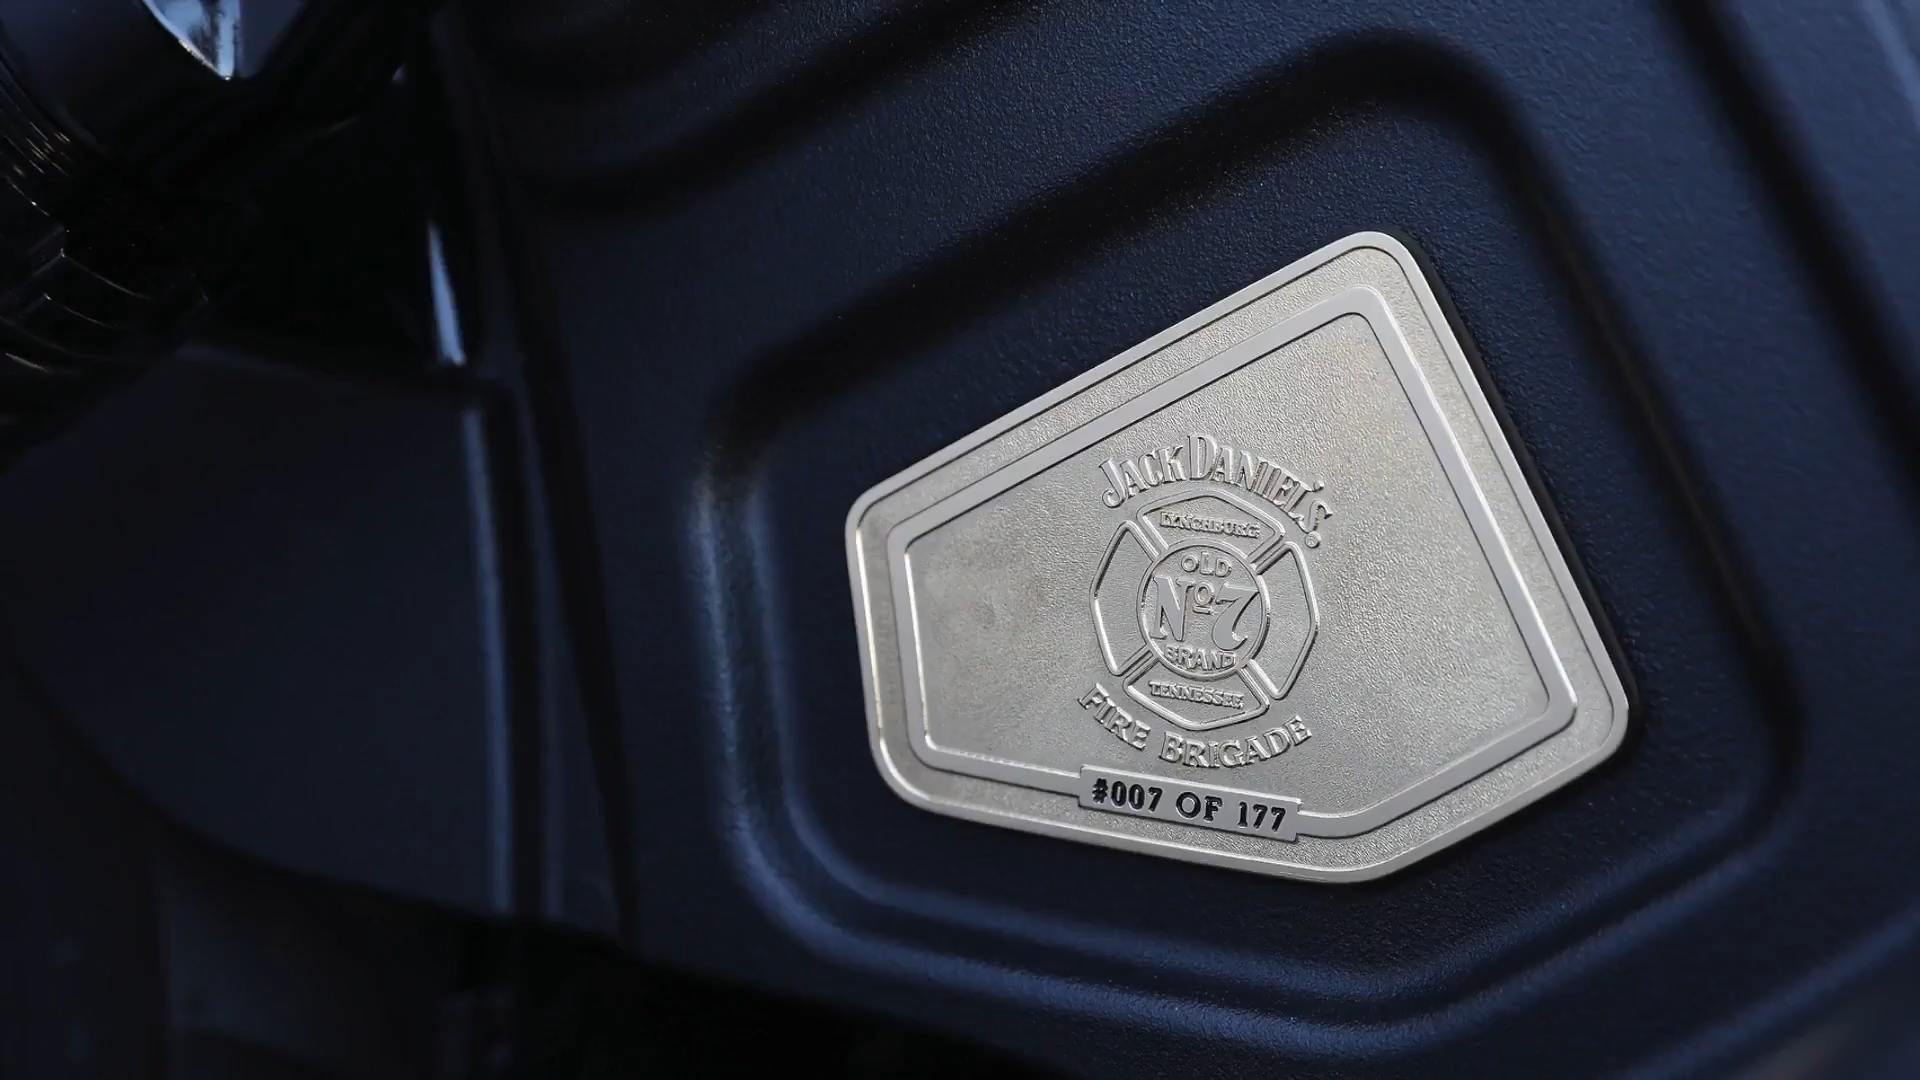 JACK DANIEL'S
LYNCHBURG
OLD
Nº7
BRAND
TENNESSEE
FIRE BRIGADE
#007 OF 177